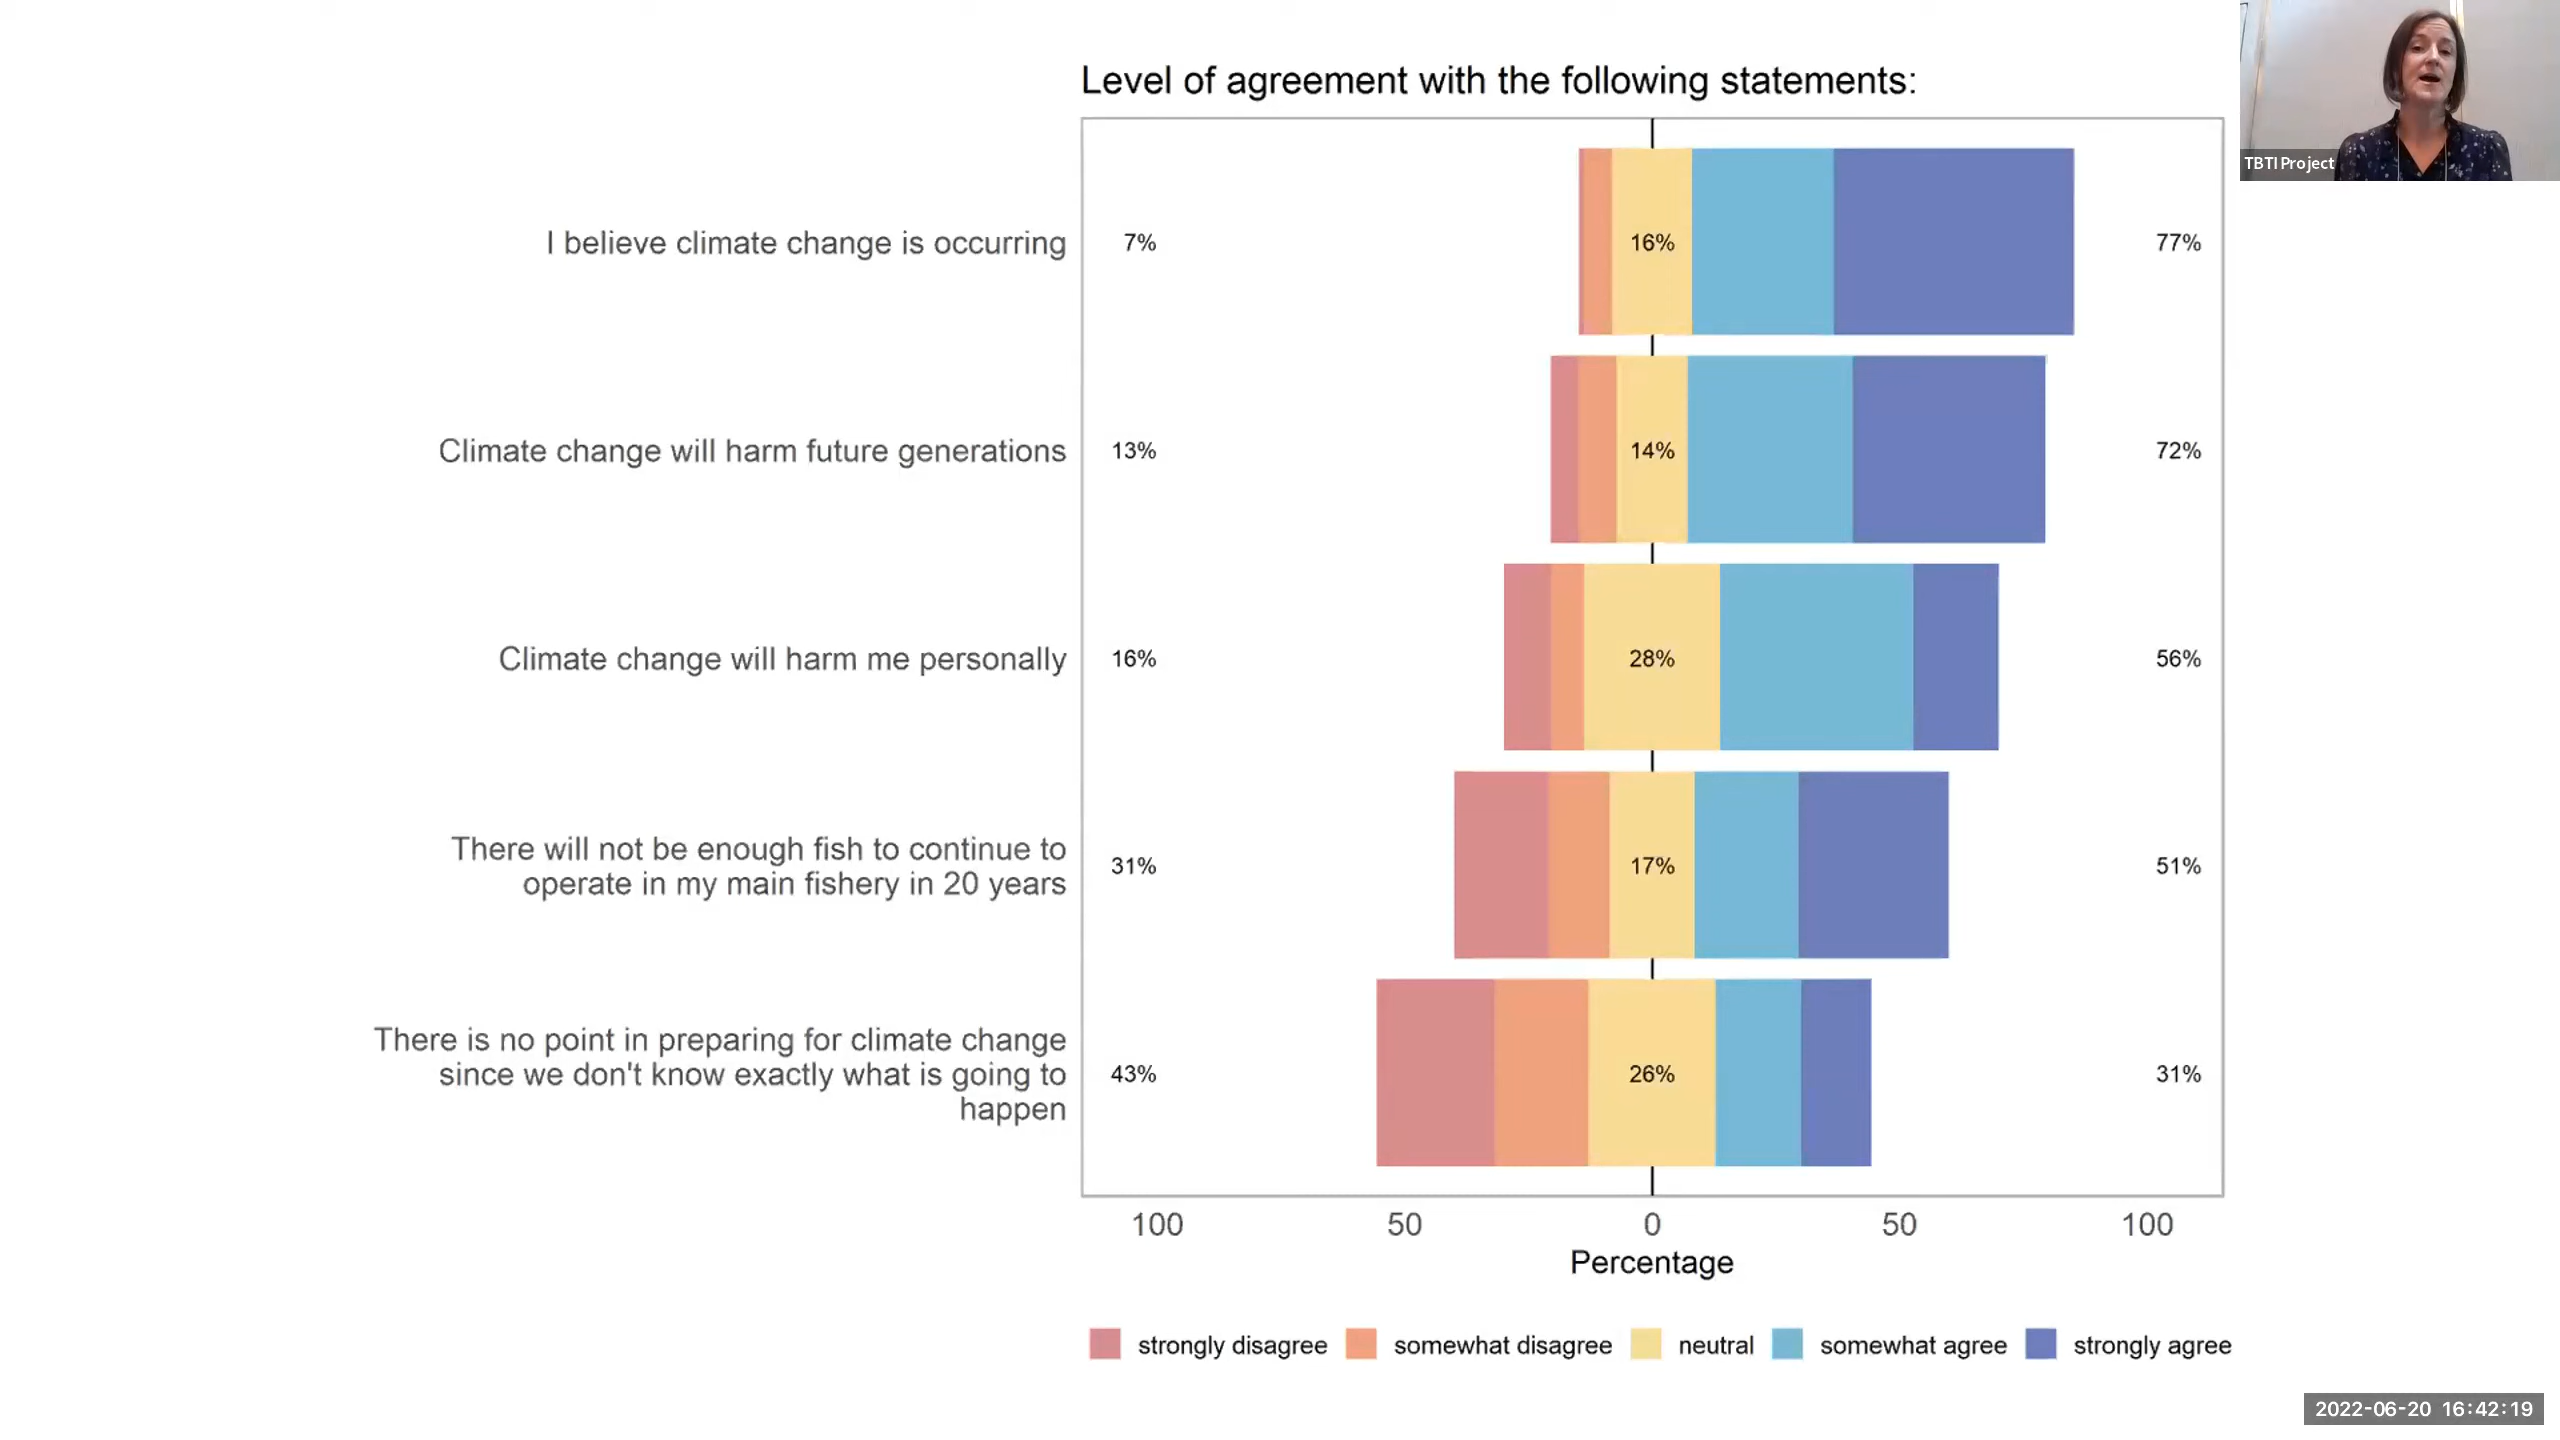 Level of agreement with the following statements:
TBTI Project
I believe climate change is occurring
7%
16%
77%
Climate change will harm future generations
13%
14%
72%
Climate change will harm me personally
16%
28%
56%
There will not be enough fish to continue to
operate in my main fishery in 20 years
31%
17%
51%
There is no point in preparing for climate change
since we don't know exactly what is going to
happen
43%
26%
31%
100 50 0 50 100
Percentage
strongly disagree somewhat disagree neutral somewhat agree strongly agree
2022-06-20 16:42:19